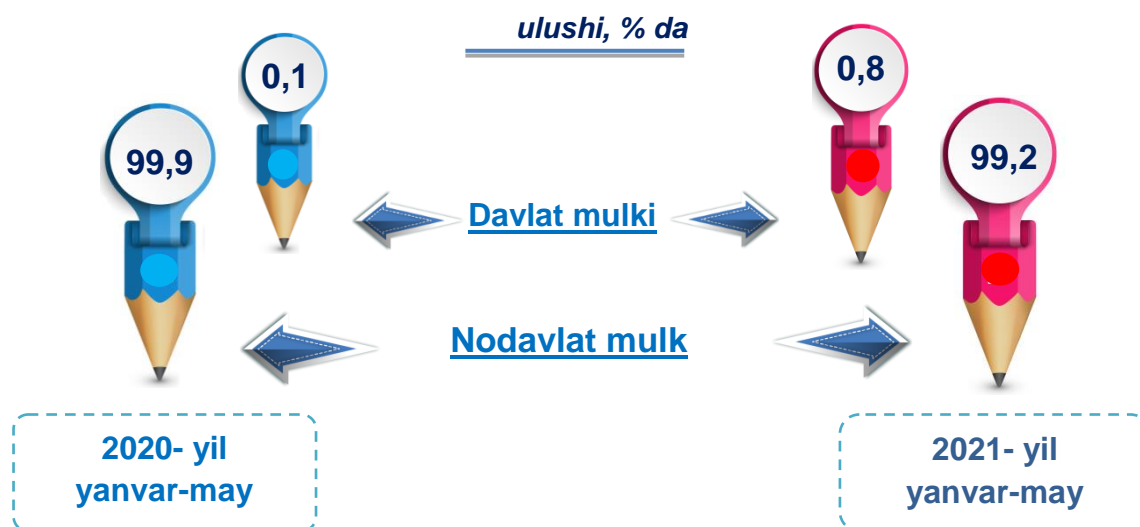 ulushi, % da
0,1
0,8
99,9
99,2
Davlat mulki
Nodavlat mulk
2020- yil
yanvar-may
2021- yil
yanvar-may